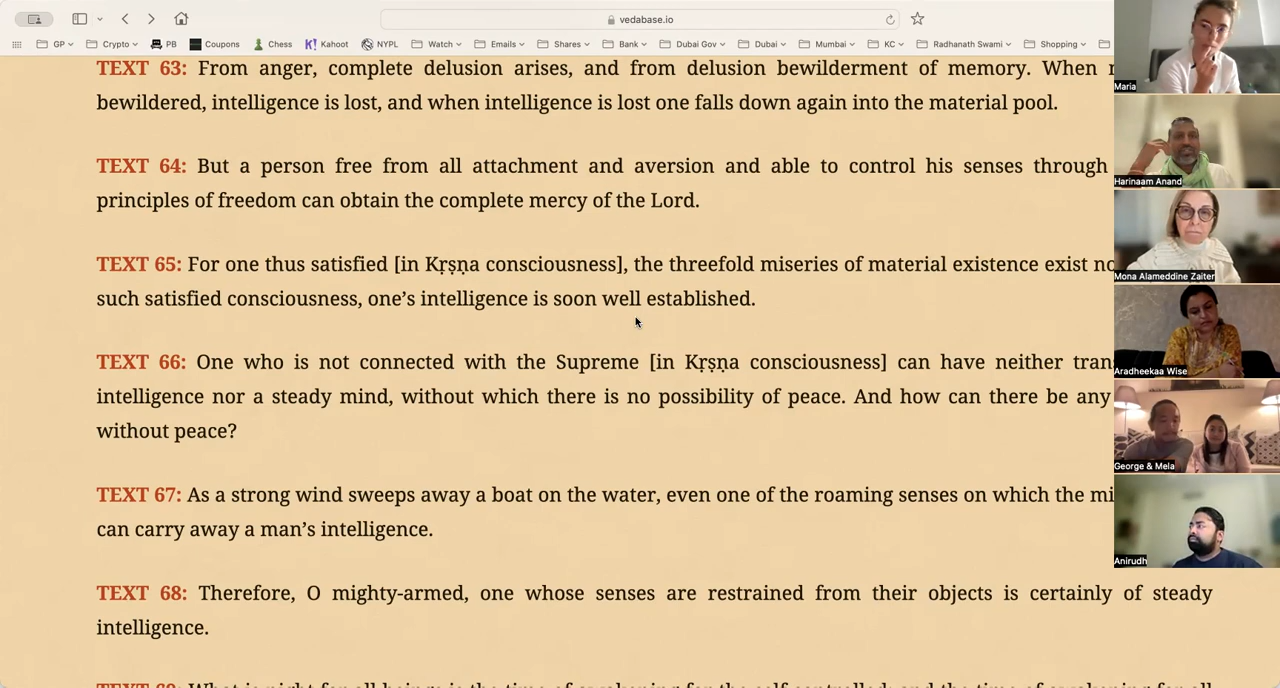 vedabase.io
GP
Crypto
PB
Coupons
Chess
Kahoot
NYPL
Watch
Emails
Shares
Bank
Dubai Gov
Dubai
Mumbai
KC
Radhanath Swami
Shopping
TEXT 63: From anger, complete delusion arises, and from delusion bewilderment of memory. When
bewildered, intelligence is lost, and when intelligence is lost one falls down again into the material pool.
TEXT 64: But a person free from all attachment and aversion and able to control his senses through
principles of freedom can obtain the complete mercy of the Lord.
TEXT 65: For one thus satisfied [in Kṛṣṇa consciousness], the threefold miseries of material existence exist
such satisfied consciousness, one’s intelligence is soon well established.
TEXT 66: One who is not connected with the Supreme [in Kṛṣṇa consciousness] can have neither
intelligence nor a steady mind, without which there is no possibility of peace. And how can there be any
without peace?
TEXT 67: As a strong wind sweeps away a boat on the water, even one of the roaming senses on which the
can carry away a man’s intelligence.
TEXT 68: Therefore, O mighty-armed, one whose senses are restrained from their objects is certainly of steady
intelligence.
Maria
Harinaam Anand
Mona Alameddine Zaiter
Aradheekaa Wise
George & Mela
Anirudh